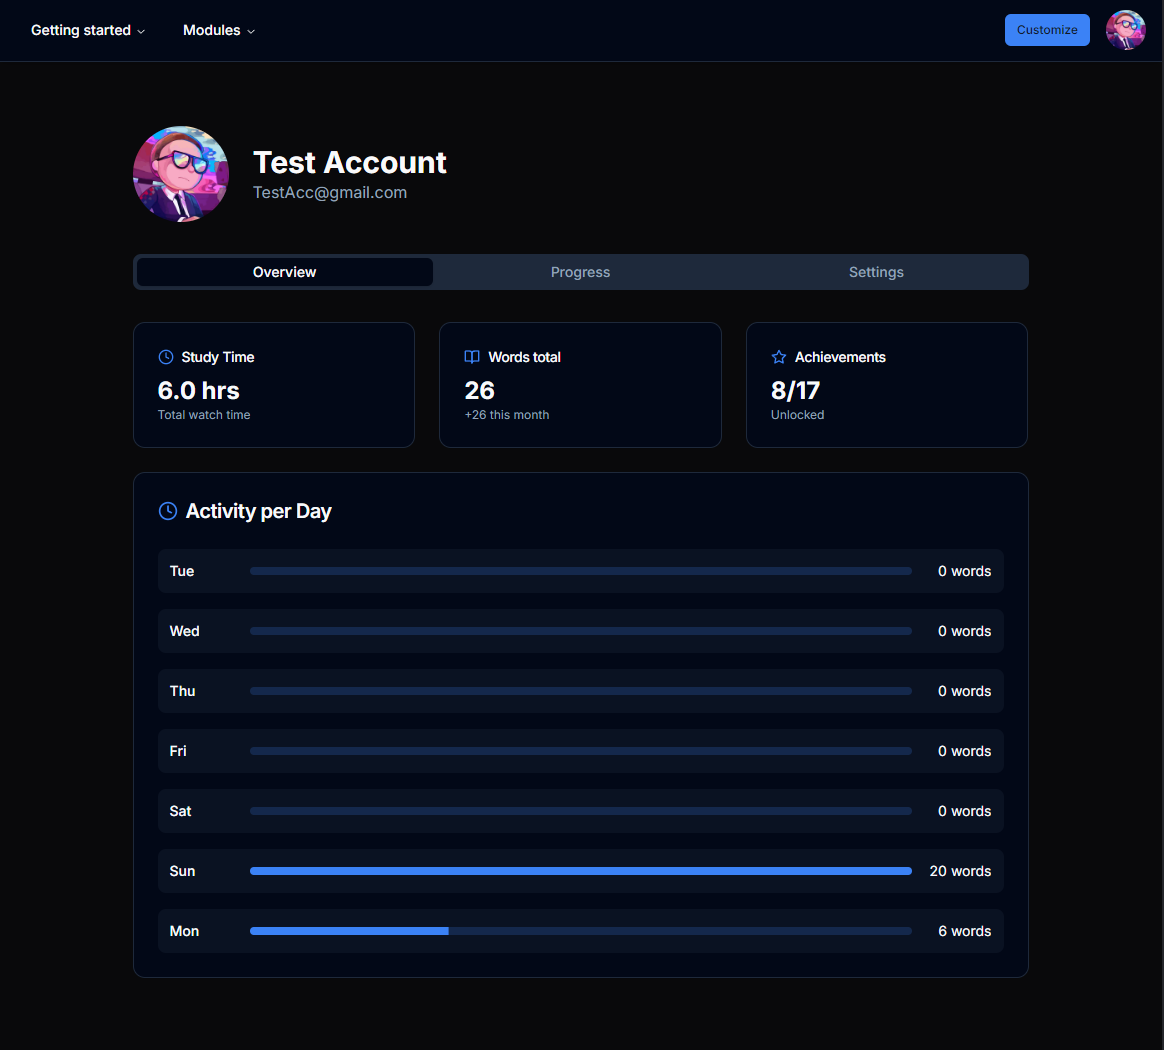 Getting started
Modules
Customize
Test Account
TestAcc@gmail.com
Overview
Progress
Settings
Study Time
6.0 hrs
Total watch time
Words total
26
+26 this month
Achievements
8/17
Unlocked
Activity per Day
Tue 0 words
Wed 0 words
Thu 0 words
Fri 0 words
Sat 0 words
Sun 20 words
Mon 6 words